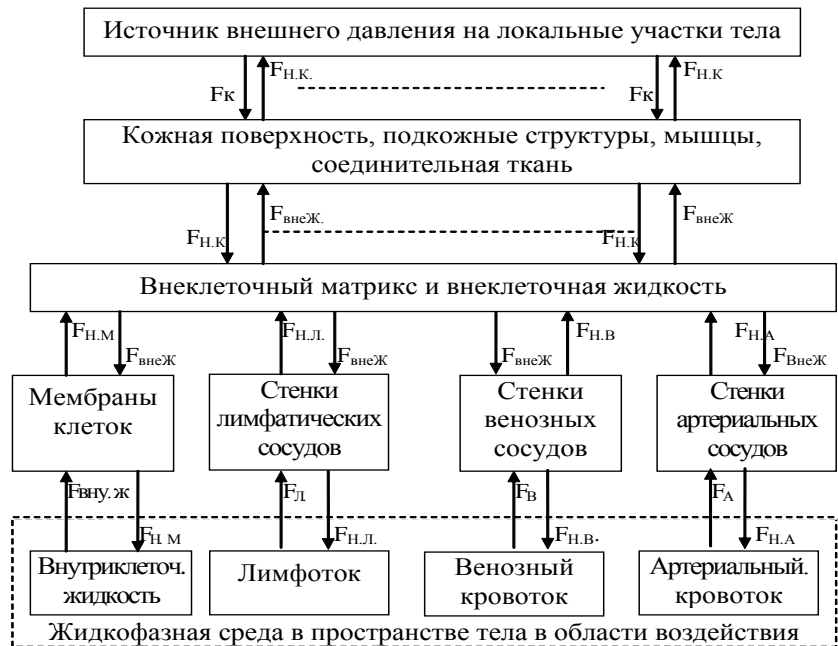 Источник внешнего давления на локальные участки тела
Fк
FН.К.
Fк
FН.К
Кожная поверхность, подкожные структуры, мышцы,
соединительная ткань
FН.К
FвнеЖ.
FН.К
FвнеЖ
Внеклеточный матрикс и внеклеточная жидкость
FН.М
FвнеЖ
FН.Л.
FвнеЖ
FвнеЖ
FН.В
FН.А
FВнеЖ
Мембраны
клеток
Стенки
лимфатических
сосудов
Стенки
венозных
сосудов
Стенки
артериальных
сосудов
Fвну.ж
FН.М
FЛ
FН.Л.
FВ
FН.В.
FА
FН.А
Внутриклеточ.
жидкость
Лимфоток
Венозный
кровоток
Артериальный.
кровоток
Жидкофазная среда в пространстве тела в области воздействия